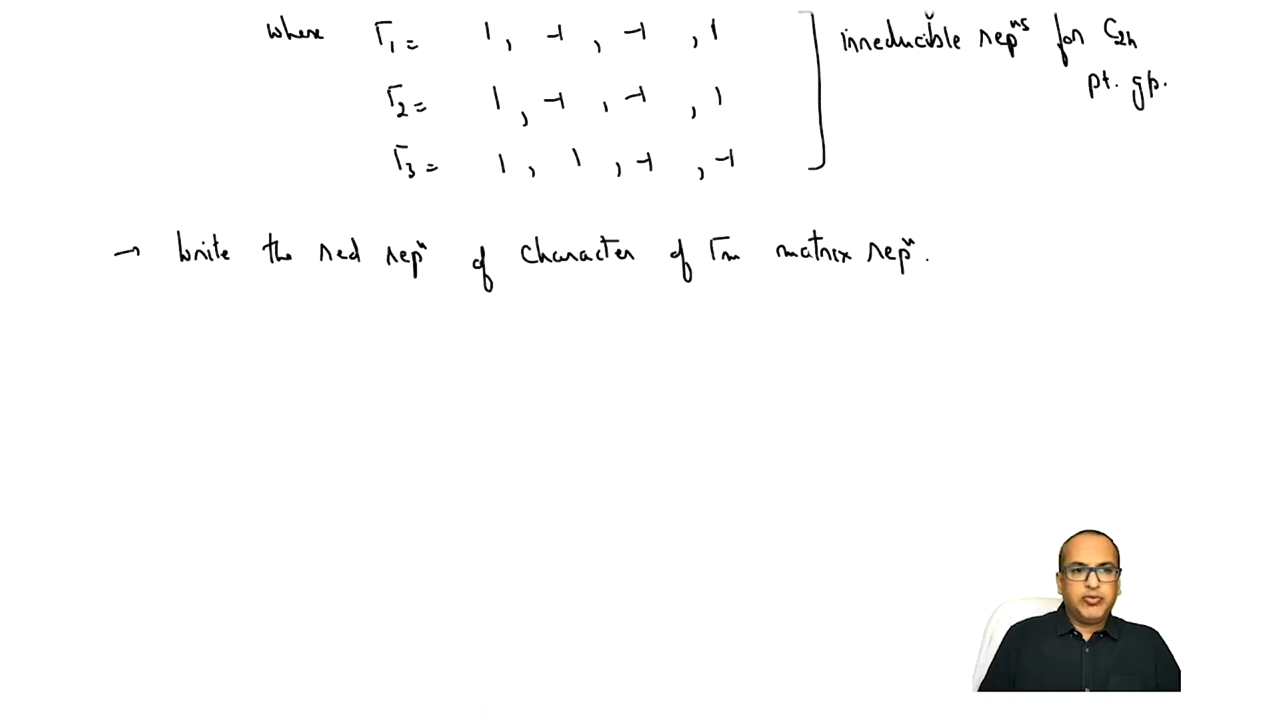 where Γ1 = 1, -1, -1, 1 ] irreducible repns for C2h
pt. gp.
Γ2 = 1, -1, -1, 1
Γ3 = 1, 1, -1, -1
→ Write the red repn of character of Γm matrix repn.